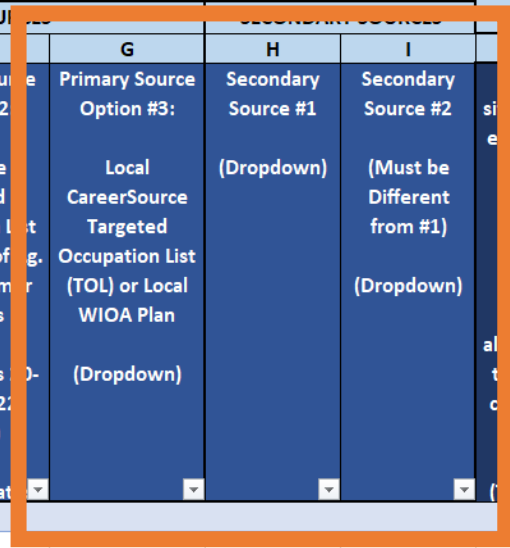 SECONDARY SOURCES
G
H
I
Primary Source
Option #3:
Local
CareerSource
Targeted
Occupation List
(TOL) or Local
WIOA Plan
(Dropdown)
Secondary
Source #1
(Dropdown)
Secondary
Source #2
(Must be
Different
from #1)
(Dropdown)